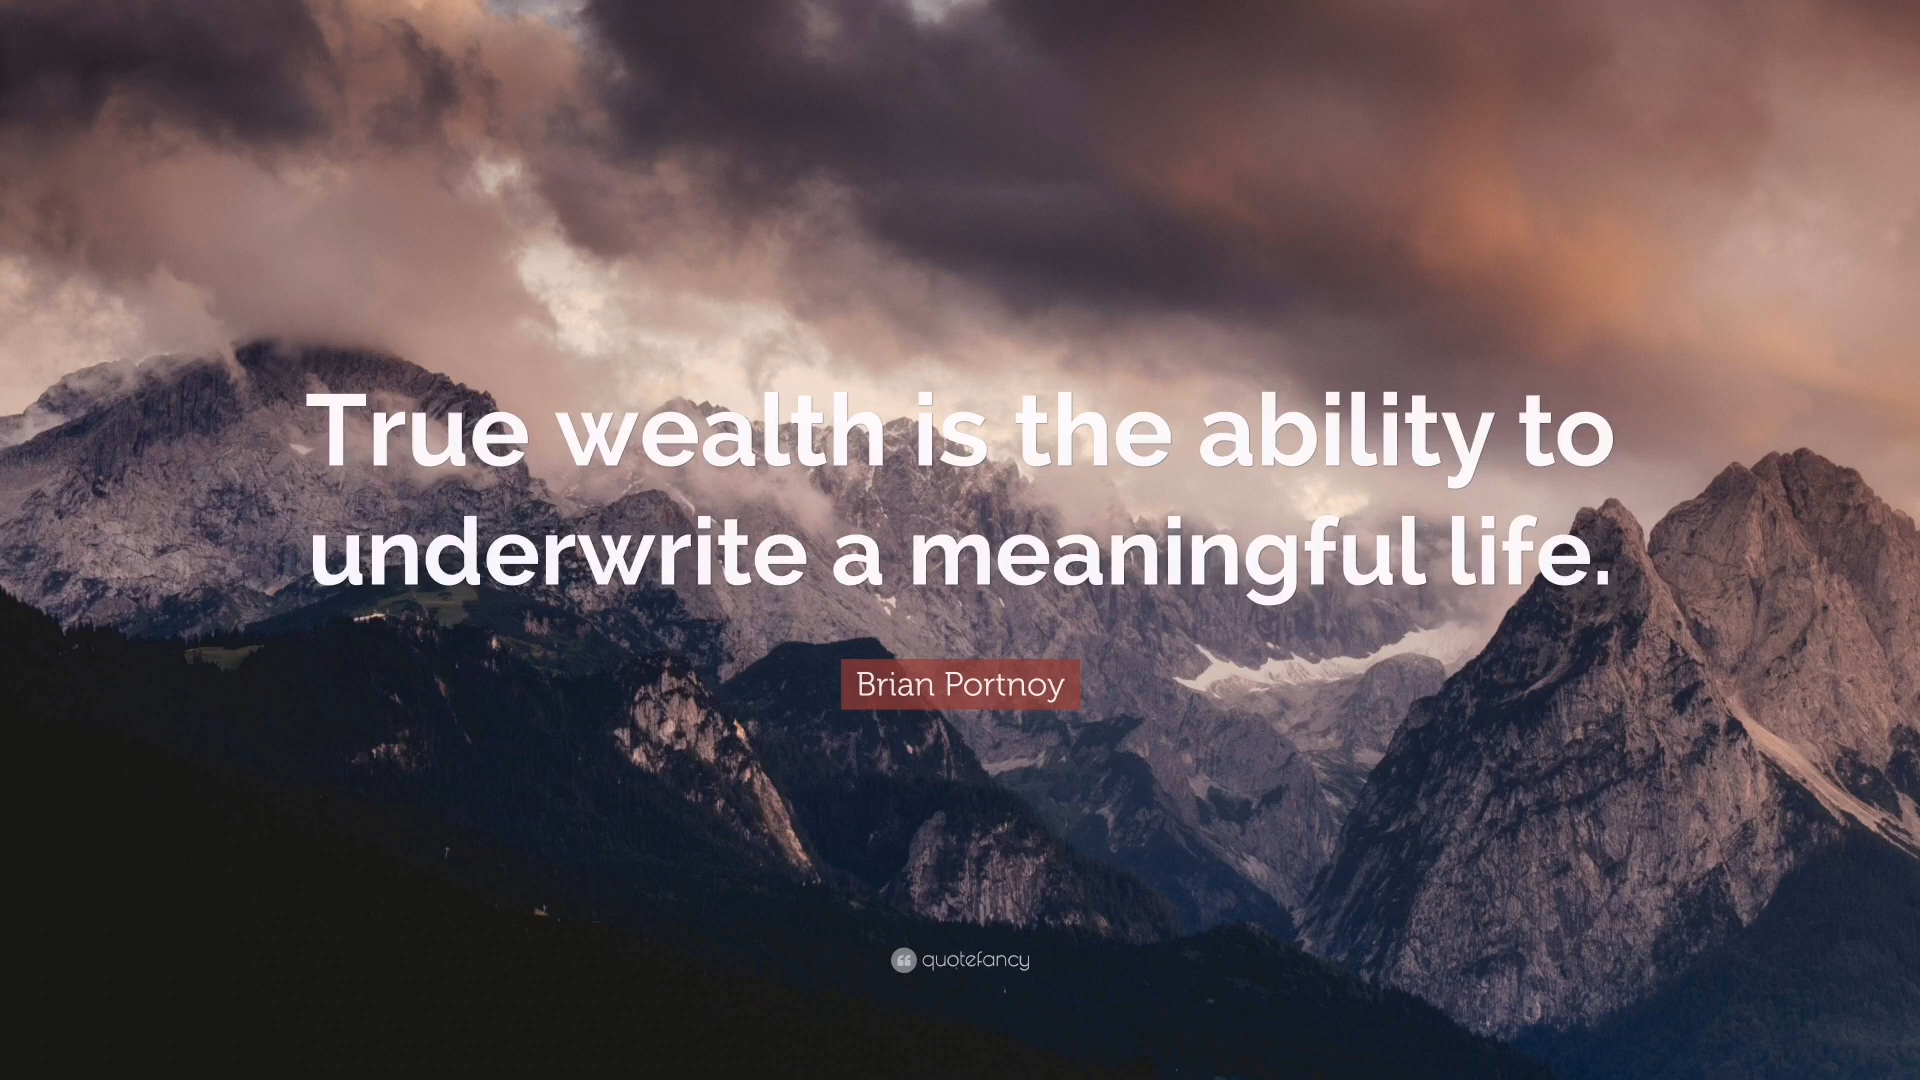 True wealth is the ability to
underwrite a meaningful life.
Brian Portnoy
quotefancy